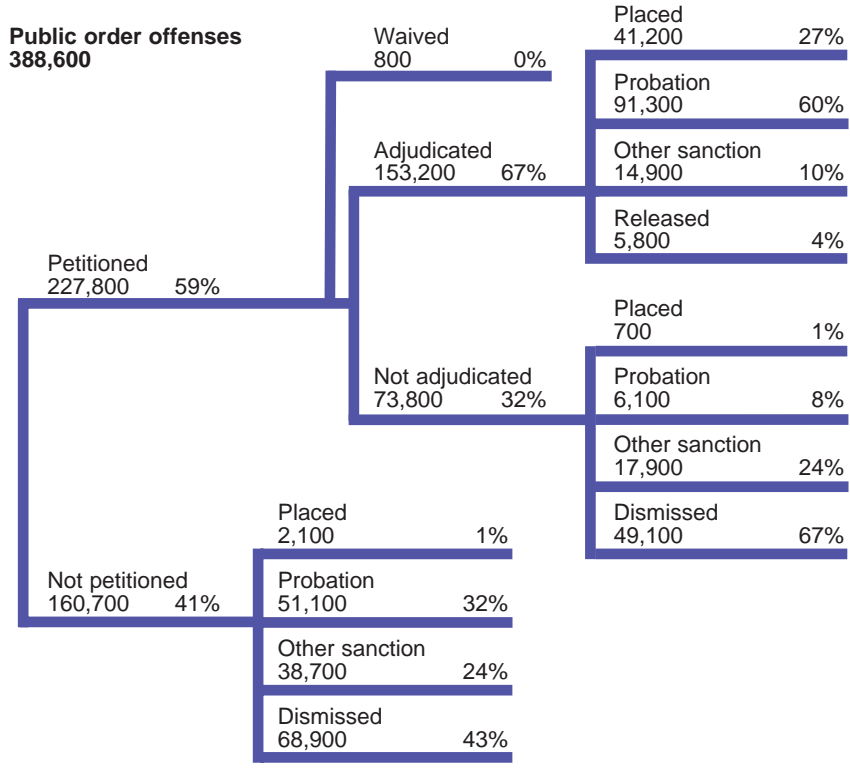 Public order offenses
388,600
Petitioned
227,800 59%
Waived
800 0%
Adjudicated
153,200 67%
Placed
41,200 27%
Probation
91,300 60%
Other sanction
14,900 10%
Released
5,800 4%
Not adjudicated
73,800 32%
Placed
700 1%
Probation
6,100 8%
Other sanction
17,900 24%
Dismissed
49,100 67%
Not petitioned
160,700 41%
Placed
2,100 1%
Probation
51,100 32%
Other sanction
38,700 24%
Dismissed
68,900 43%